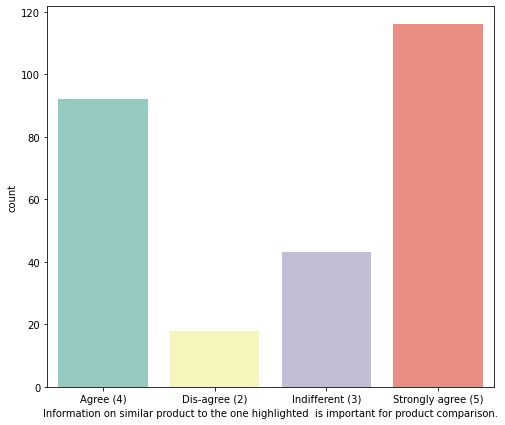 120
100
80
60
40
20
0
count
Agree (4) Dis-agree (2) Indifferent (3) Strongly agree (5)
Information on similar product to the one highlighted  is important for product comparison.